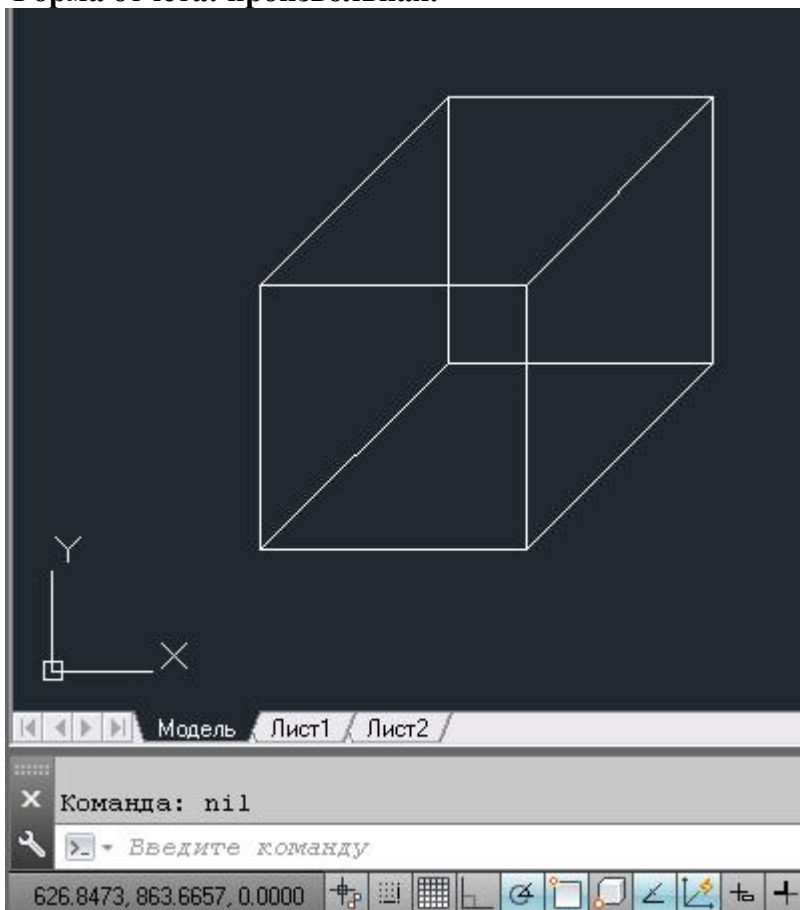 Форма отчета: произвольная.
Y
X
Модель Лист1 Лист2
Команда: nil
Введите команду
626.8473, 863.6657, 0.0000